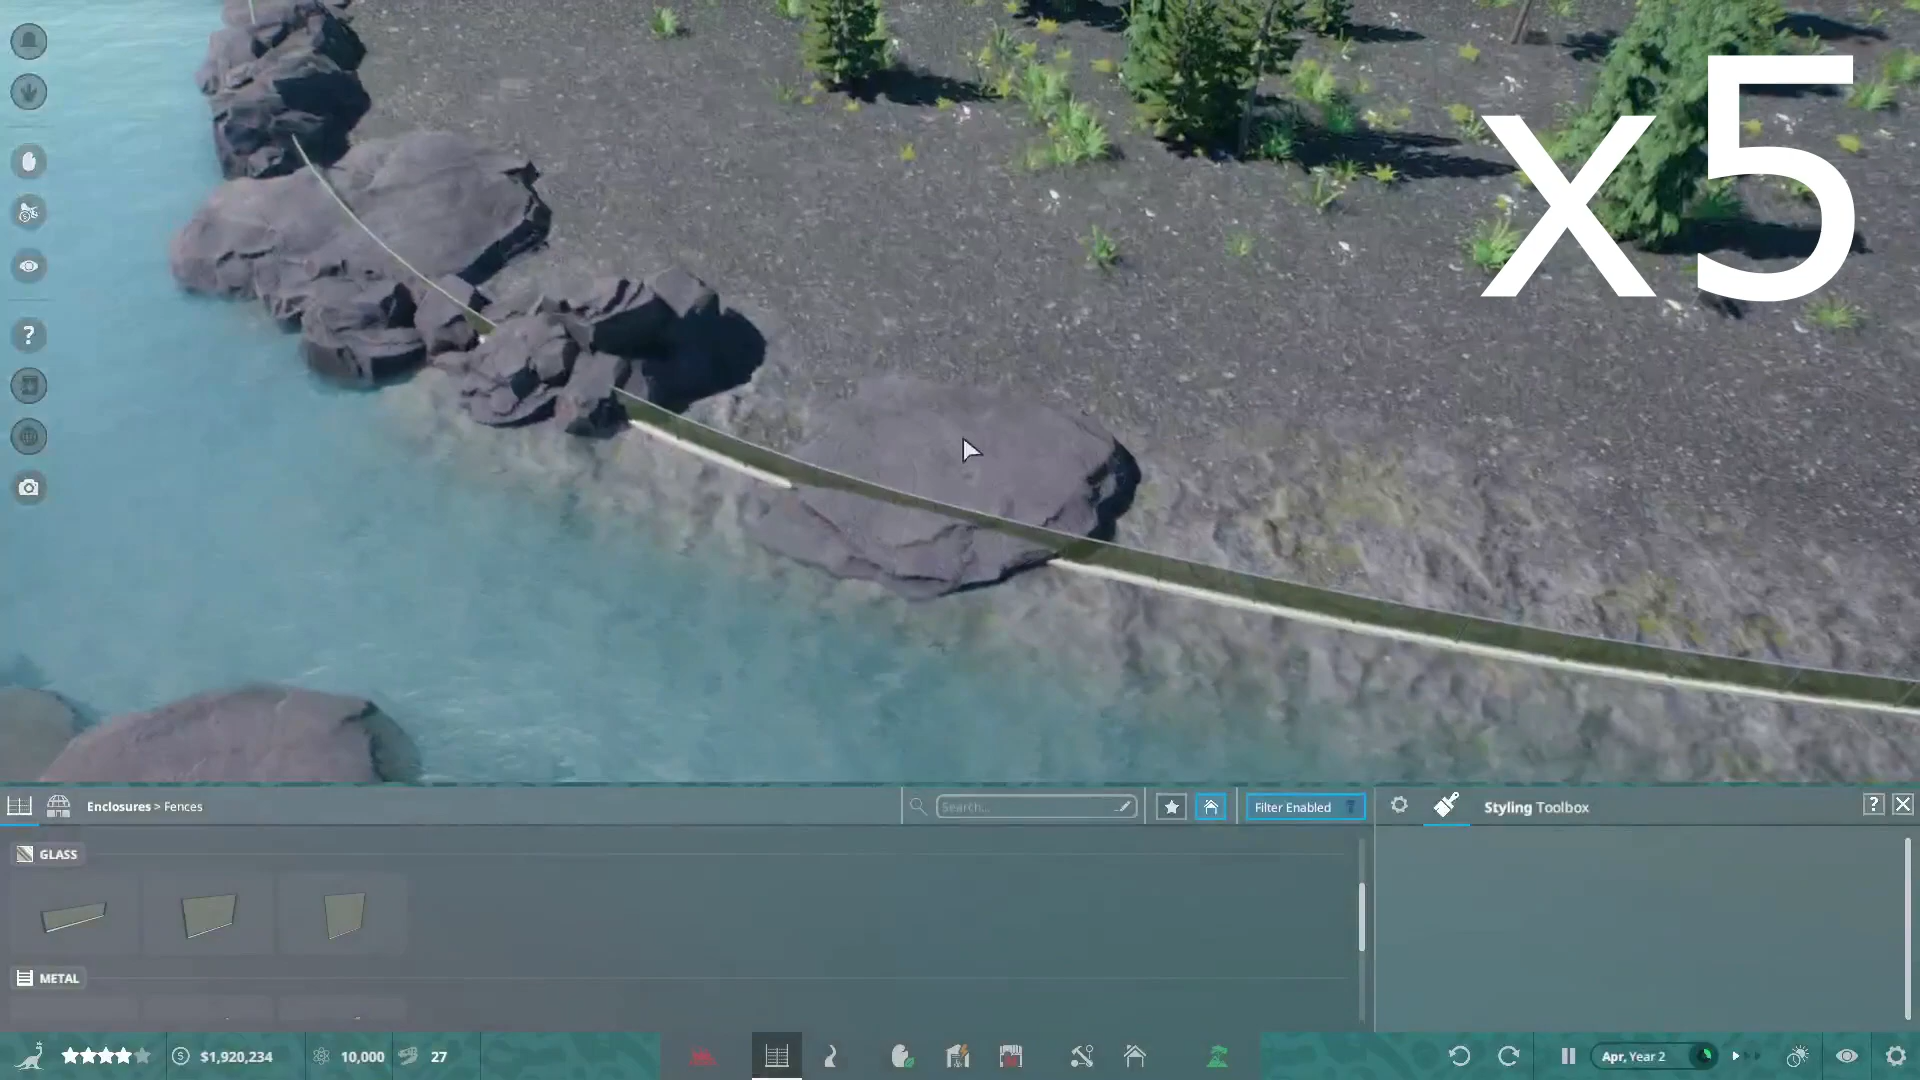 x5
?
Enclosures > Fences
Search...
Filter Enabled
?
Styling Toolbox
?
GLASS
METAL
$1,920,234
10,000
27
Apr, Year 2